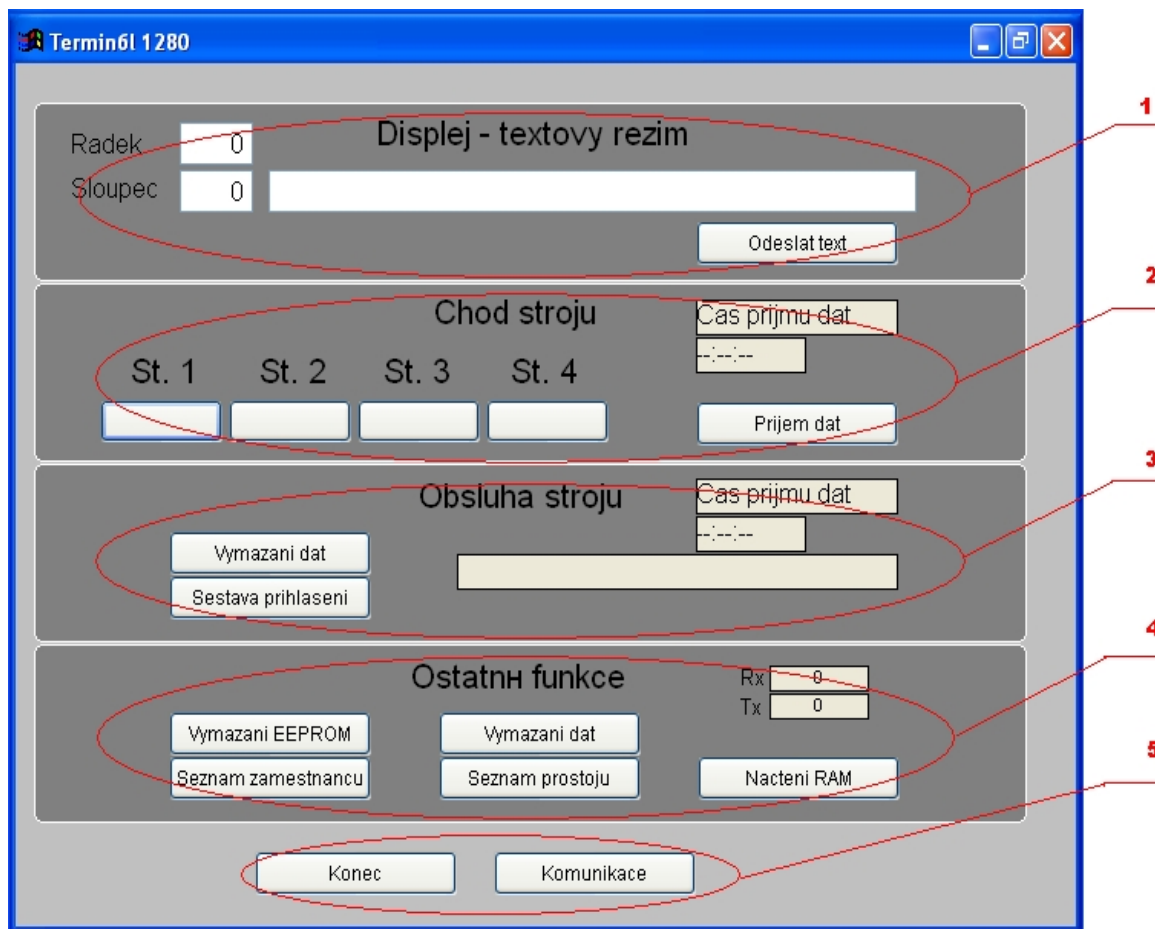 Terminбl 1280
1
Displej - textovy rezim
Radek 0
Sloupec 0
Odeslat text
2
Chod stroju
Cas prijmu dat
--:--:--
St. 1 St. 2 St. 3 St. 4
Prijem dat
3
Obsluha stroju
Cas prijmu dat
--:--:--
Vymazani dat
Sestava prihlaseni
4
Ostatnн funkce
Rx 0
Tx 0
Vymazani EEPROM Vymazani dat
Seznam zamestnancu Seznam prostoju Nacteni RAM
5
Konec Komunikace